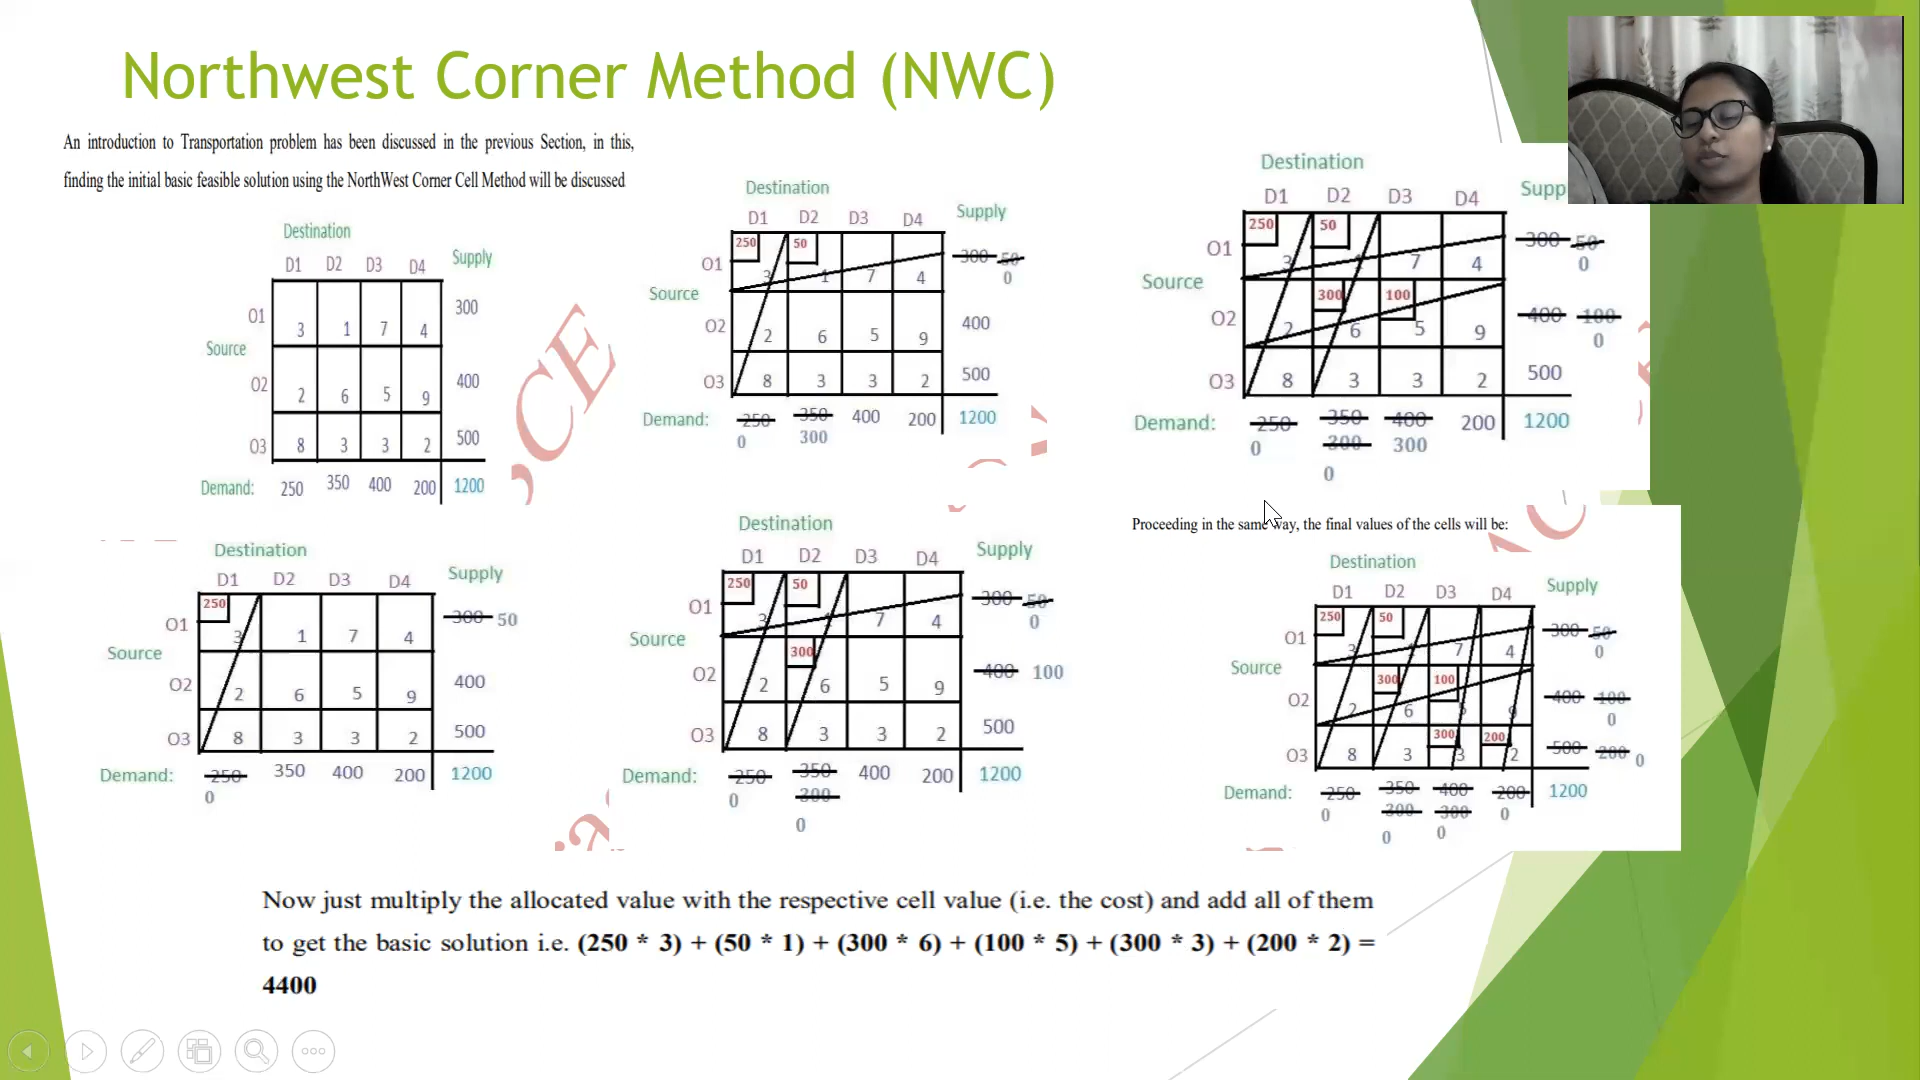 Northwest Corner Method (NWC)
An introduction to Transportation problem has been discussed in the previous Section, in this,
finding the initial basic feasible solution using the NorthWest Corner Cell Method will be discussed
Destination
D1 D2 D3 D4 Supply
O1 3 1 7 4 300
Source
O2 2 6 5 9 400
O3 8 3 3 2 500
Demand: 250 350 400 200 1200
,CE
Destination
D1 D2 D3 D4 Supply
250 50
O1 3 1 7 4 300 50
0
Source
O2 2 6 5 9 400
O3 8 3 3 2 500
Demand: 250 350 400 200 1200
0 300
Destination
D1 D2 D3 D4 Supp
250 50
O1 3 1 7 4 300 50
0
Source
300 100
O2 2 6 5 9 400 100
0
O3 8 3 3 2 500
Demand: 250 350 400 200 1200
0 300 300
0
Destination
D1 D2 D3 D4 Supply
250
O1 3 1 7 4 300 50
Source
O2 2 6 5 9 400
O3 8 3 3 2 500
Demand: 250 350 400 200 1200
0
Destination
D1 D2 D3 D4 Supply
250 50
O1 3 1 7 4 300 50
0
Source
300
O2 2 6 5 9 400 100
O3 8 3 3 2 500
Demand: 250 350 400 200 1200
0 300
0
Proceeding in the same way, the final values of the cells will be:
Destination
D1 D2 D3 D4 Supply
250 50
O1 3 1 7 4 300 50
0
Source
300 100
O2 2 6 5 9 400 100
0
300 200
O3 8 3 3 2 500 200 0
Demand: 250 350 400 200 1200
0 300 300 0
0 0
Now just multiply the allocated value with the respective cell value (i.e. the cost) and add all of them
to get the basic solution i.e. (250 * 3) + (50 * 1) + (300 * 6) + (100 * 5) + (300 * 3) + (200 * 2) =
4400